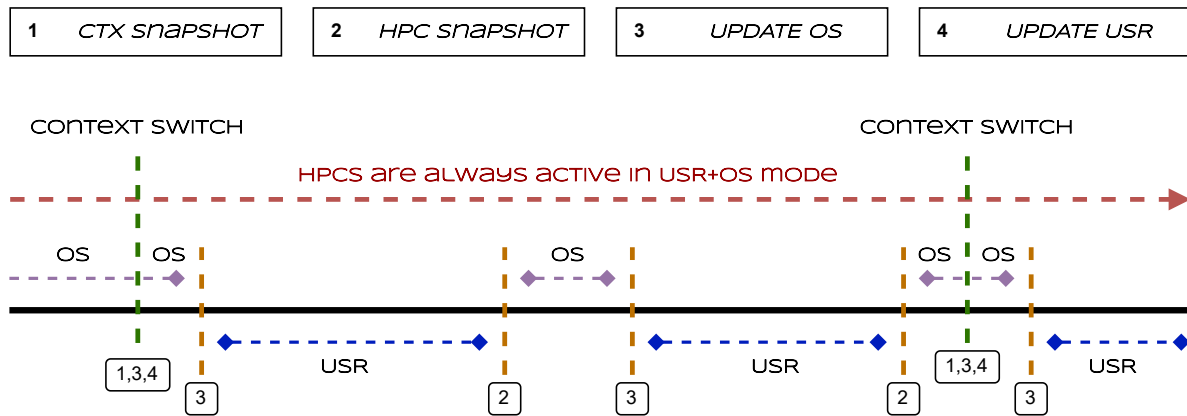 1 CTX SNAPSHOT
2 HPC SNAPSHOT
3 UPDATE OS
4 UPDATE USR
CONTEXT SWITCH
CONTEXT SWITCH
HPCS ARE ALWAYS ACTIVE IN USR+OS MODE
OS
OS
OS
OS
OS
USR
USR
USR
1,3,4
3
2
3
2
1,3,4
3